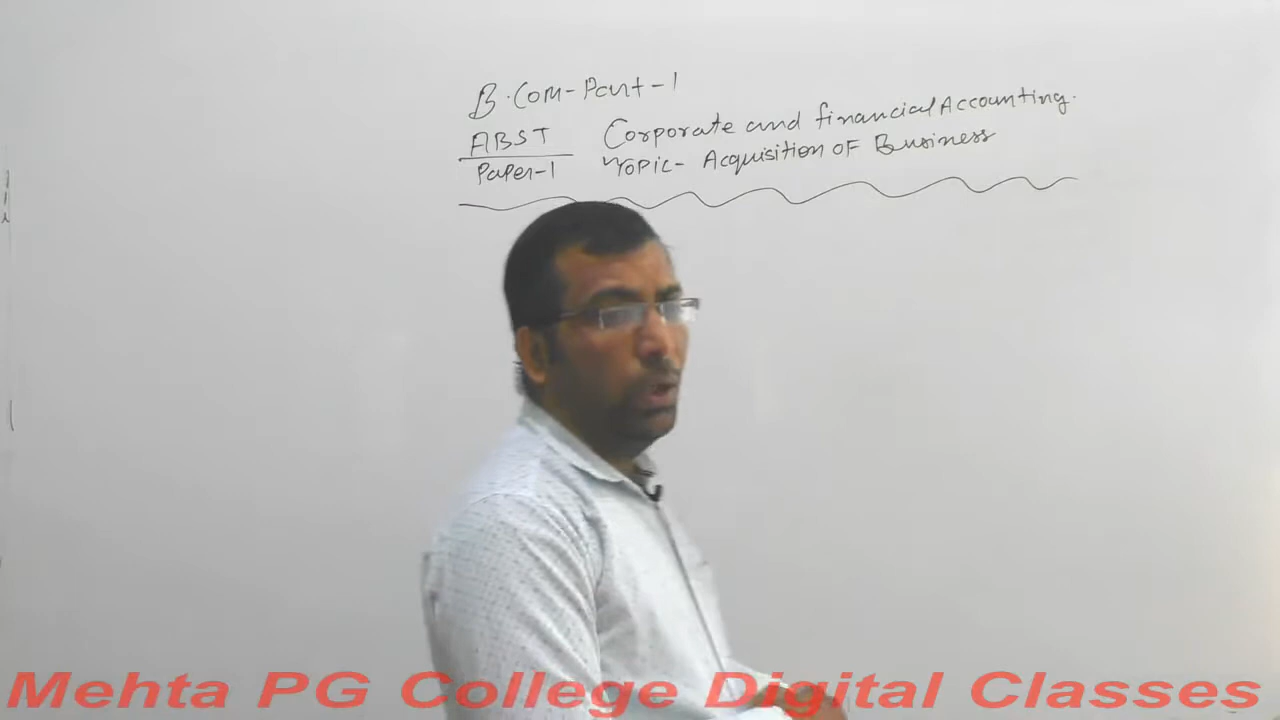 B.Com-Part-1
ABST Corporate and financial Accounting.
Paper-1 Topic- Acquisition of Business
Mehta PG College Digital Classes